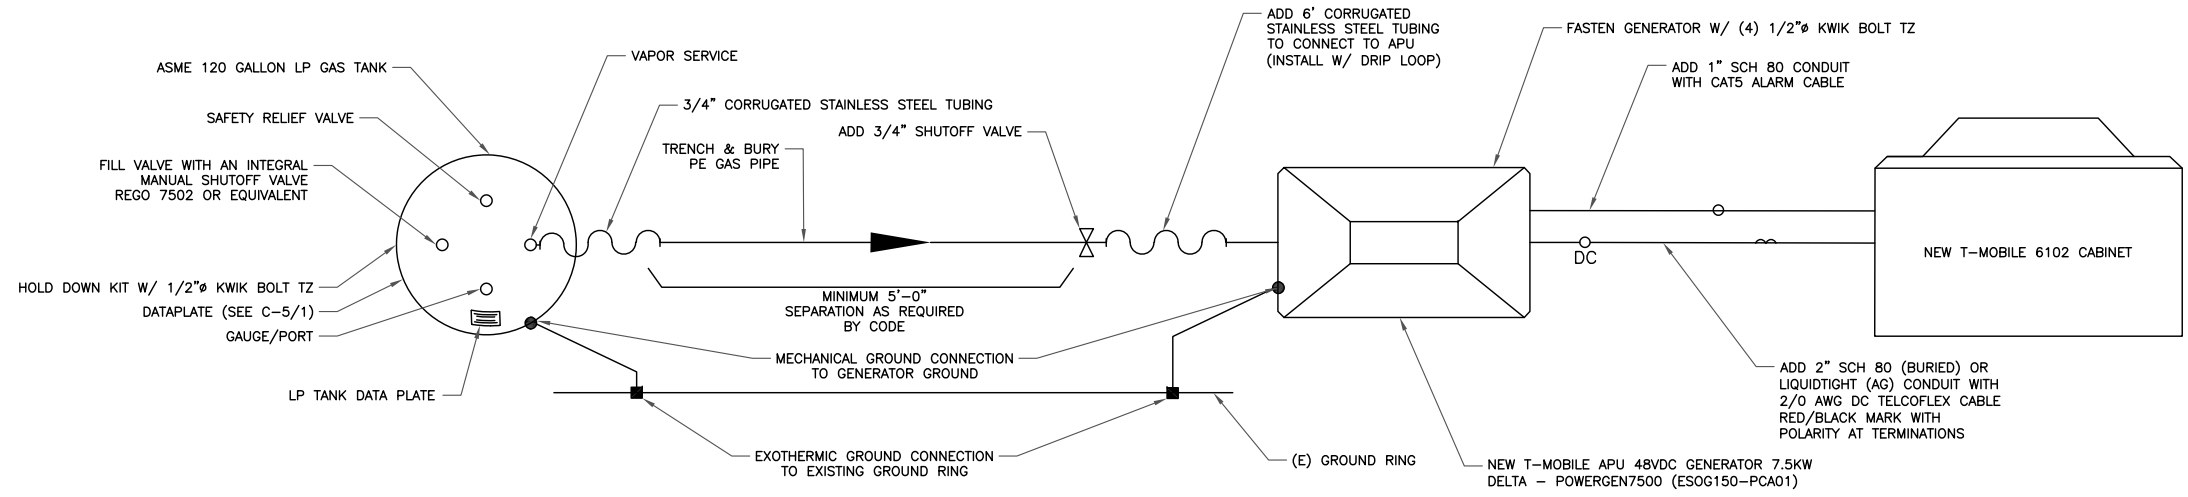 ASME 120 GALLON LP GAS TANK
SAFETY RELIEF VALVE
FILL VALVE WITH AN INTEGRAL
MANUAL SHUTOFF VALVE
REGO 7502 OR EQUIVALENT
HOLD DOWN KIT W/ 1/2"ø KWIK BOLT TZ
DATAPLATE (SEE C-5/1)
GAUGE/PORT
LP TANK DATA PLATE
VAPOR SERVICE
3/4" CORRUGATED STAINLESS STEEL TUBING
TRENCH & BURY
PE GAS PIPE
ADD 3/4" SHUTOFF VALVE
MINIMUM 5'-0"
SEPARATION AS REQUIRED
BY CODE
MECHANICAL GROUND CONNECTION
TO GENERATOR GROUND
EXOTHERMIC GROUND CONNECTION
TO EXISTING GROUND RING
ADD 6' CORRUGATED
STAINLESS STEEL TUBING
TO CONNECT TO APU
(INSTALL W/ DRIP LOOP)
(E) GROUND RING
FASTEN GENERATOR W/ (4) 1/2"ø KWIK BOLT TZ
ADD 1" SCH 80 CONDUIT
WITH CAT5 ALARM CABLE
DC
NEW T-MOBILE 6102 CABINET
ADD 2" SCH 80 (BURIED) OR
LIQUIDTIGHT (AG) CONDUIT WITH
2/0 AWG DC TELCOFLEX CABLE
RED/BLACK MARK WITH
POLARITY AT TERMINATIONS
NEW T-MOBILE APU 48VDC GENERATOR 7.5KW
DELTA - POWERGEN7500 (ESOG150-PCA01)